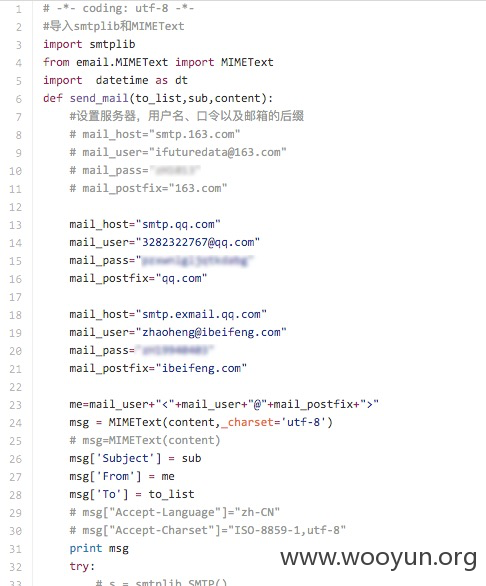 1 # -*- coding: utf-8 -*-
2 #导入smtplib和MIMEText
3 import smtplib
4 from email.MIMEText import MIMEText
5 import  datetime as dt
6 def send_mail(to_list,sub,content):
7 #设置服务器，用户名、口令以及邮箱的后缀
8 # mail_host="smtp.163.com"
9 # mail_user="ifuturedata@163.com"
10 # mail_pass="
11 # mail_postfix="163.com"
12
13 mail_host="smtp.qq.com"
14 mail_user="3282322767@qq.com"
15 mail_pass="
16 mail_postfix="qq.com"
17
18 mail_host="smtp.exmail.qq.com"
19 mail_user="zhaoheng@ibeifeng.com"
20 mail_pass="
21 mail_postfix="ibeifeng.com"
22
23 me=mail_user+"<"+mail_user+"@"+mail_postfix+">"
24 msg = MIMEText(content,_charset='utf-8')
25 # msg=MIMEText(content)
26 msg['Subject'] = sub
27 msg['From'] = me
28 msg['To'] = to_list
29 # msg["Accept-Language"]="zh-CN"
30 # msg["Accept-Charset"]="ISO-8859-1,utf-8"
31 print msg
32 try:
33 # s = smtplib.SMTP()
www.wooyun.org